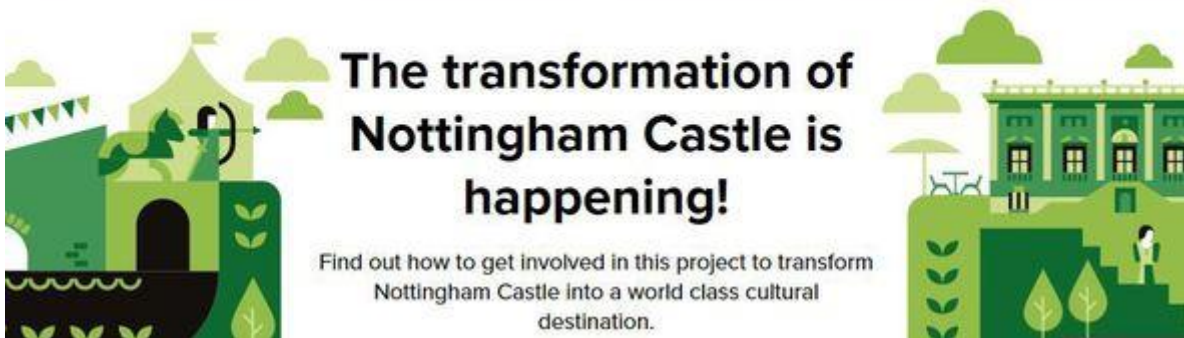 The transformation of
Nottingham Castle is
happening!
Find out how to get involved in this project to transform
Nottingham Castle into a world class cultural
destination.